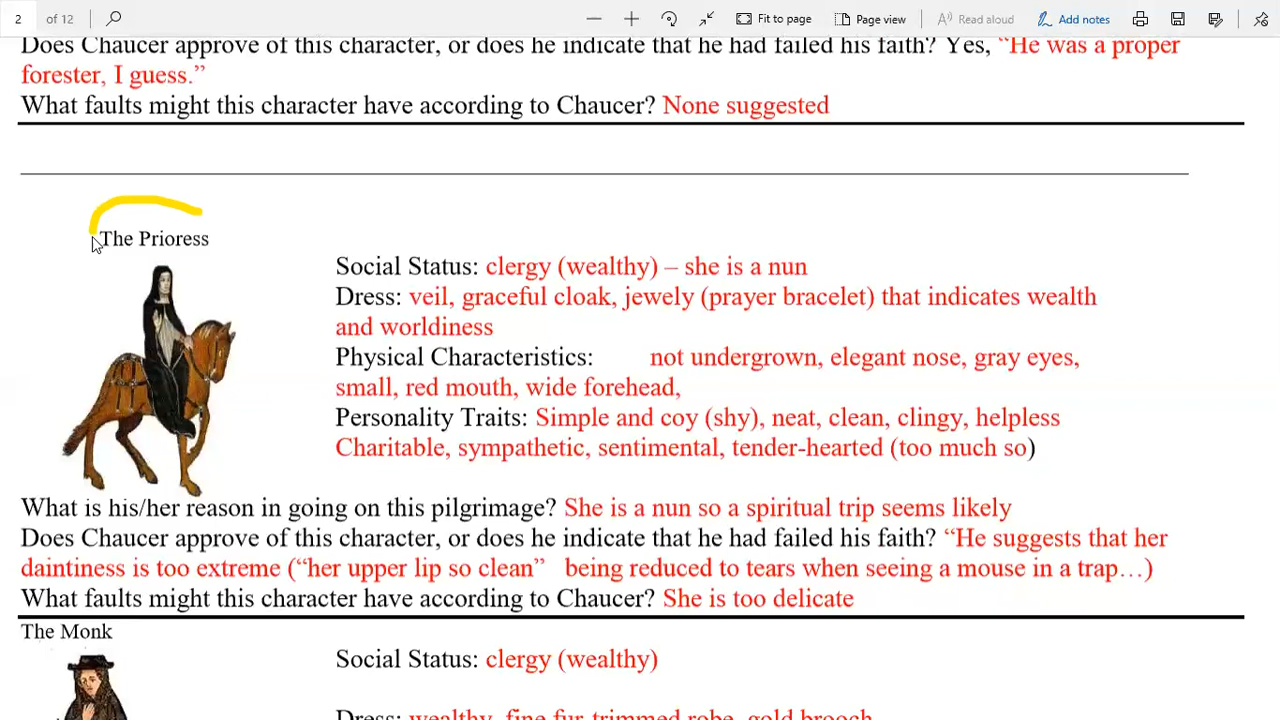 2 of 12 Fit to page Page view Read aloud Add notes
Does Chaucer approve of this character, or does he indicate that he had failed his faith? Yes, “He was a proper
forester, I guess.”
What faults might this character have according to Chaucer? None suggested
The Prioress
Social Status: clergy (wealthy) – she is a nun
Dress: veil, graceful cloak, jewely (prayer bracelet) that indicates wealth
and worldiness
Physical Characteristics: not undergrown, elegant nose, gray eyes,
small, red mouth, wide forehead,
Personality Traits: Simple and coy (shy), neat, clean, clingy, helpless
Charitable, sympathetic, sentimental, tender-hearted (too much so)
What is his/her reason in going on this pilgrimage? She is a nun so a spiritual trip seems likely
Does Chaucer approve of this character, or does he indicate that he had failed his faith? “He suggests that her
daintiness is too extreme (“her upper lip so clean” being reduced to tears when seeing a mouse in a trap…)
What faults might this character have according to Chaucer? She is too delicate
The Monk
Social Status: clergy (wealthy)
Dress: wealthy, fine fur-trimmed robe, gold brooch